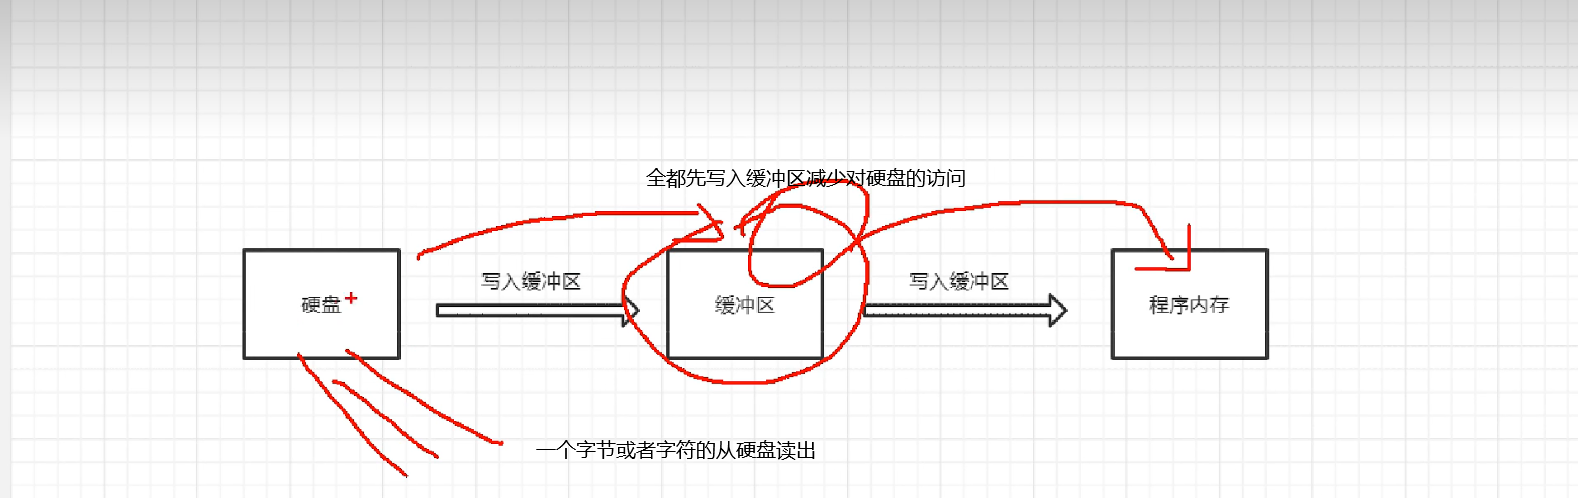 全都先写入缓冲区减少对硬盘的访问
写入缓冲区
写入缓冲区
硬盘
缓冲区
程序内存
一个字节或者字符的从硬盘读出